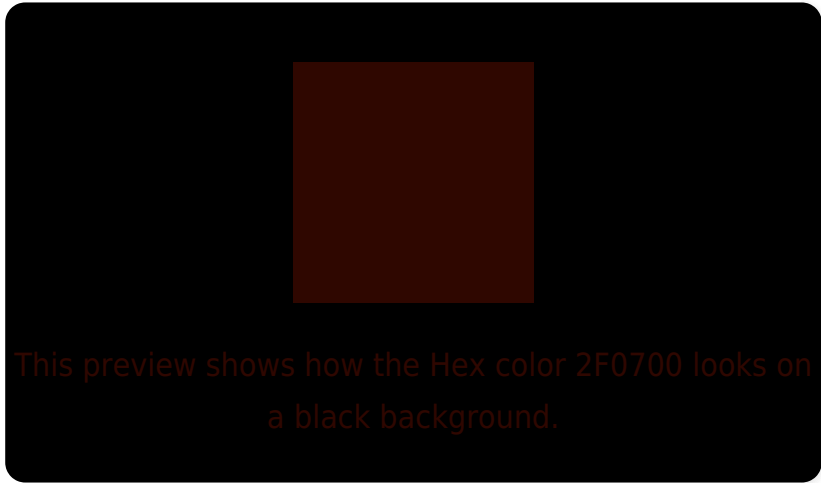 This preview shows how the Hex color 2F0700 looks on
a black background.